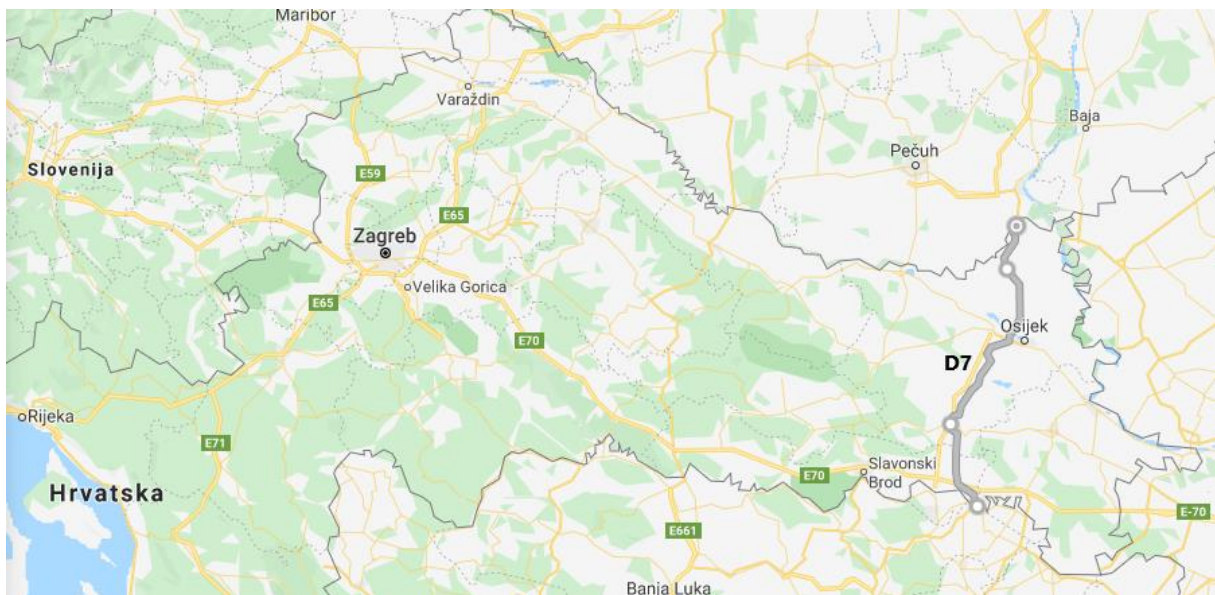 Maribor
Varaždin
Baja
Pečuh
Slovenija
E59
E65
Zagreb
Velika Gorica
E65
Osijek
E70
D7
Rijeka
E71
E70
Slavonski
Brod
Hrvatska
E-70
E661
Banja Luka